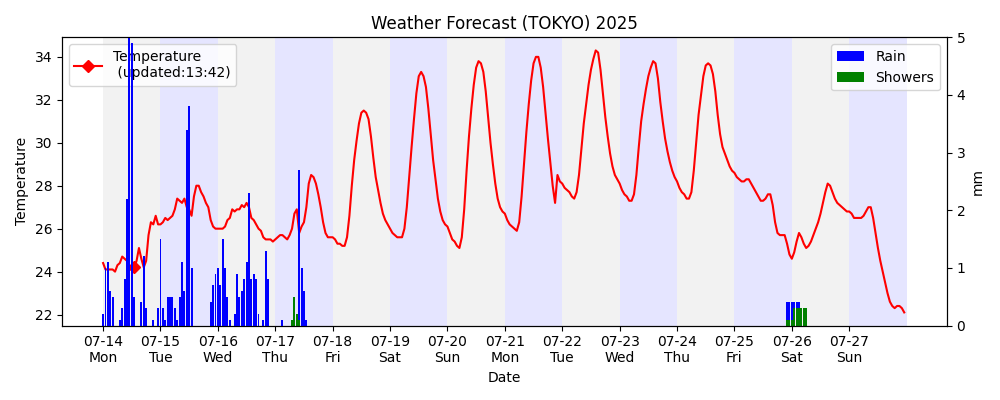 Weather Forecast (TOKYO) 2025
Temperature
(updated:13:42)
Rain
Showers
Temperature
34
32
30
28
26
24
22
5
4
3
2
1
0
mm
07-14 07-15 07-16 07-17 07-18 07-19 07-20 07-21 07-22 07-23 07-24 07-25 07-26 07-27
Mon Tue Wed Thu Fri Sat Sun Mon Tue Wed Thu Fri Sat Sun
Date